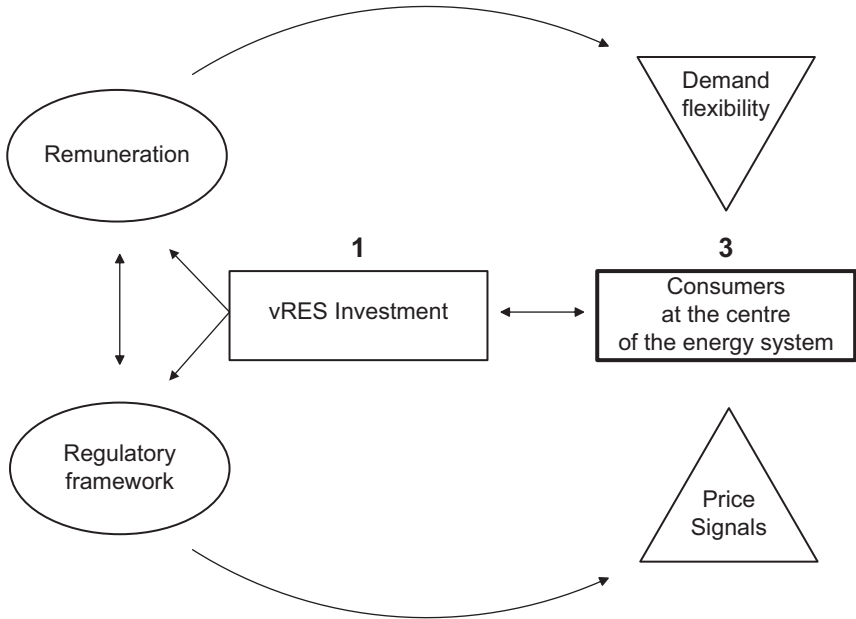 Demand
flexibility
Remuneration
1
3
vRES Investment
Consumers
at the centre
of the energy system
Regulatory
framework
Price
Signals